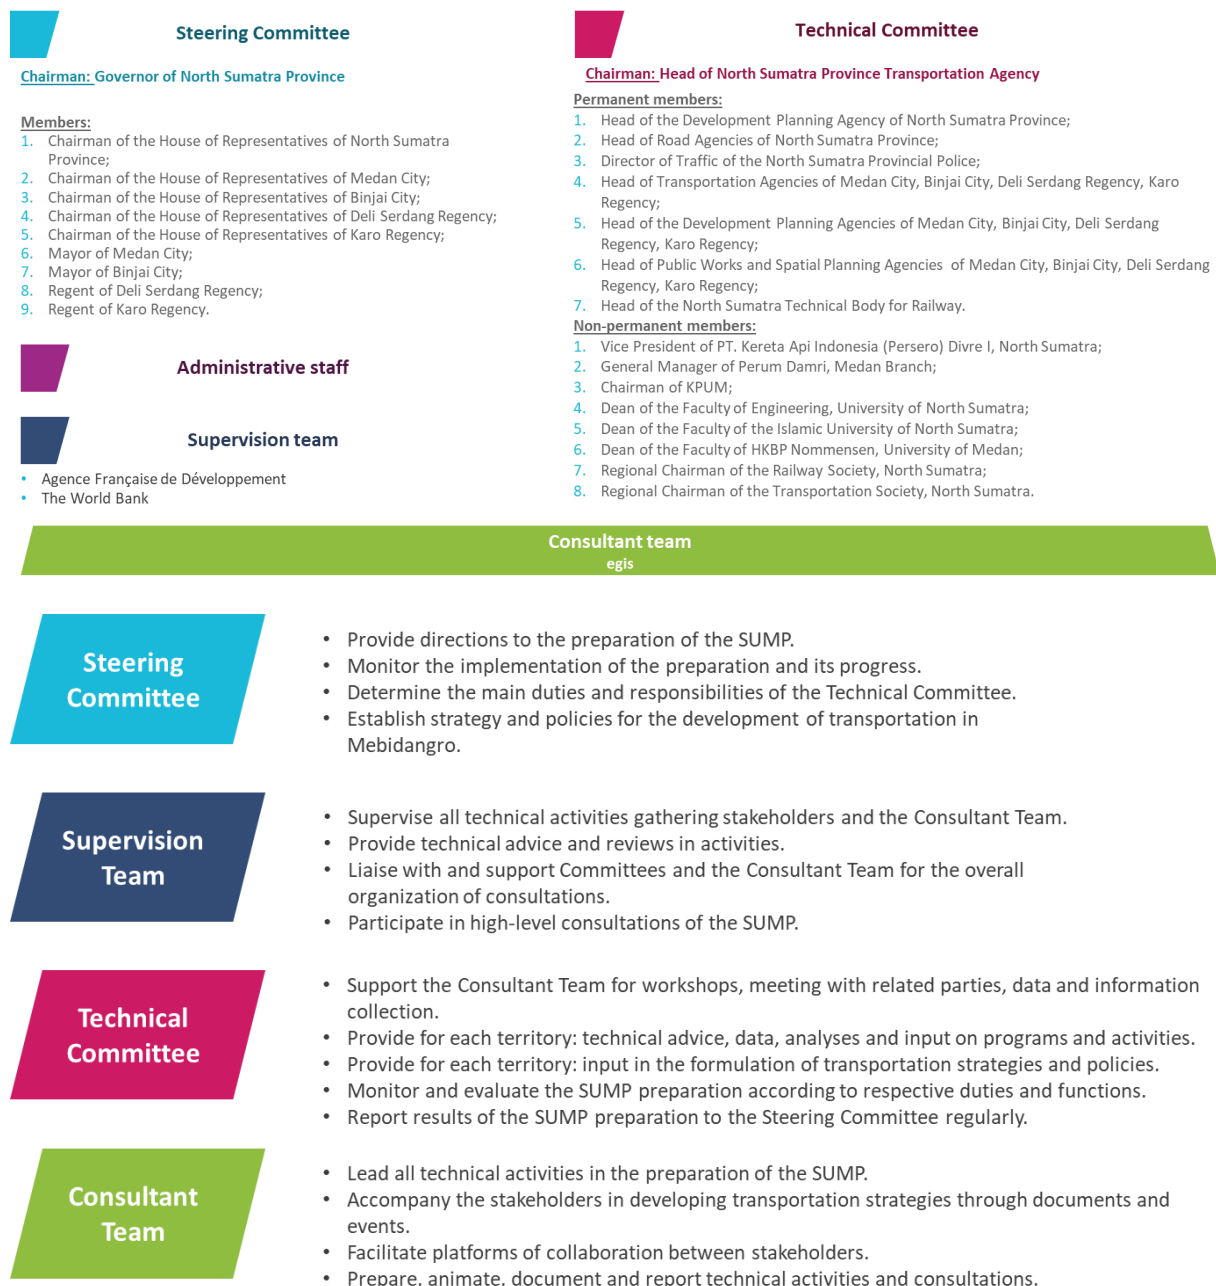 Steering Committee
Chairman: Governor of North Sumatra Province
Members:
1. Chairman of the House of Representatives of North Sumatra
Province;
2. Chairman of the House of Representatives of Medan City;
3. Chairman of the House of Representatives of Binjai City;
4. Chairman of the House of Representatives of Deli Serdang Regency;
5. Chairman of the House of Representatives of Karo Regency;
6. Mayor of Medan City;
7. Mayor of Binjai City;
8. Regent of Deli Serdang Regency;
9. Regent of Karo Regency.
Administrative staff
Supervision team
• Agence Française de Développement
• The World Bank
Technical Committee
Chairman: Head of North Sumatra Province Transportation Agency
Permanent members:
1. Head of the Development Planning Agency of North Sumatra Province;
2. Head of Road Agencies of North Sumatra Province;
3. Director of Traffic of the North Sumatra Provincial Police;
4. Head of Transportation Agencies of Medan City, Binjai City, Deli Serdang Regency, Karo
Regency;
5. Head of the Development Planning Agencies of Medan City, Binjai City, Deli Serdang
Regency, Karo Regency;
6. Head of Public Works and Spatial Planning Agencies of Medan City, Binjai City, Deli Serdang
Regency, Karo Regency;
7. Head of the North Sumatra Technical Body for Railway.
Non-permanent members:
1. Vice President of PT. Kereta Api Indonesia (Persero) Divre I, North Sumatra;
2. General Manager of Perum Damri, Medan Branch;
3. Chairman of KPUM;
4. Dean of the Faculty of Engineering, University of North Sumatra;
5. Dean of the Faculty of the Islamic University of North Sumatra;
6. Dean of the Faculty of HKBP Nommensen, University of Medan;
7. Regional Chairman of the Railway Society, North Sumatra;
8. Regional Chairman of the Transportation Society, North Sumatra.
Consultant team
egis
Steering
Committee
• Provide directions to the preparation of the SUMP.
• Monitor the implementation of the preparation and its progress.
• Determine the main duties and responsibilities of the Technical Committee.
• Establish strategy and policies for the development of transportation in
Mebidangro.
Supervision
Team
• Supervise all technical activities gathering stakeholders and the Consultant Team.
• Provide technical advice and reviews in activities.
• Liaise with and support Committees and the Consultant Team for the overall
organization of consultations.
• Participate in high-level consultations of the SUMP.
Technical
Committee
• Support the Consultant Team for workshops, meeting with related parties, data and information
collection.
• Provide for each territory: technical advice, data, analyses and input on programs and activities.
• Provide for each territory: input in the formulation of transportation strategies and policies.
• Monitor and evaluate the SUMP preparation according to respective duties and functions.
• Report results of the SUMP preparation to the Steering Committee regularly.
Consultant
Team
• Lead all technical activities in the preparation of the SUMP.
• Accompany the stakeholders in developing transportation strategies through documents and
events.
• Facilitate platforms of collaboration between stakeholders.
• Prepare, animate, document and report technical activities and consultations.